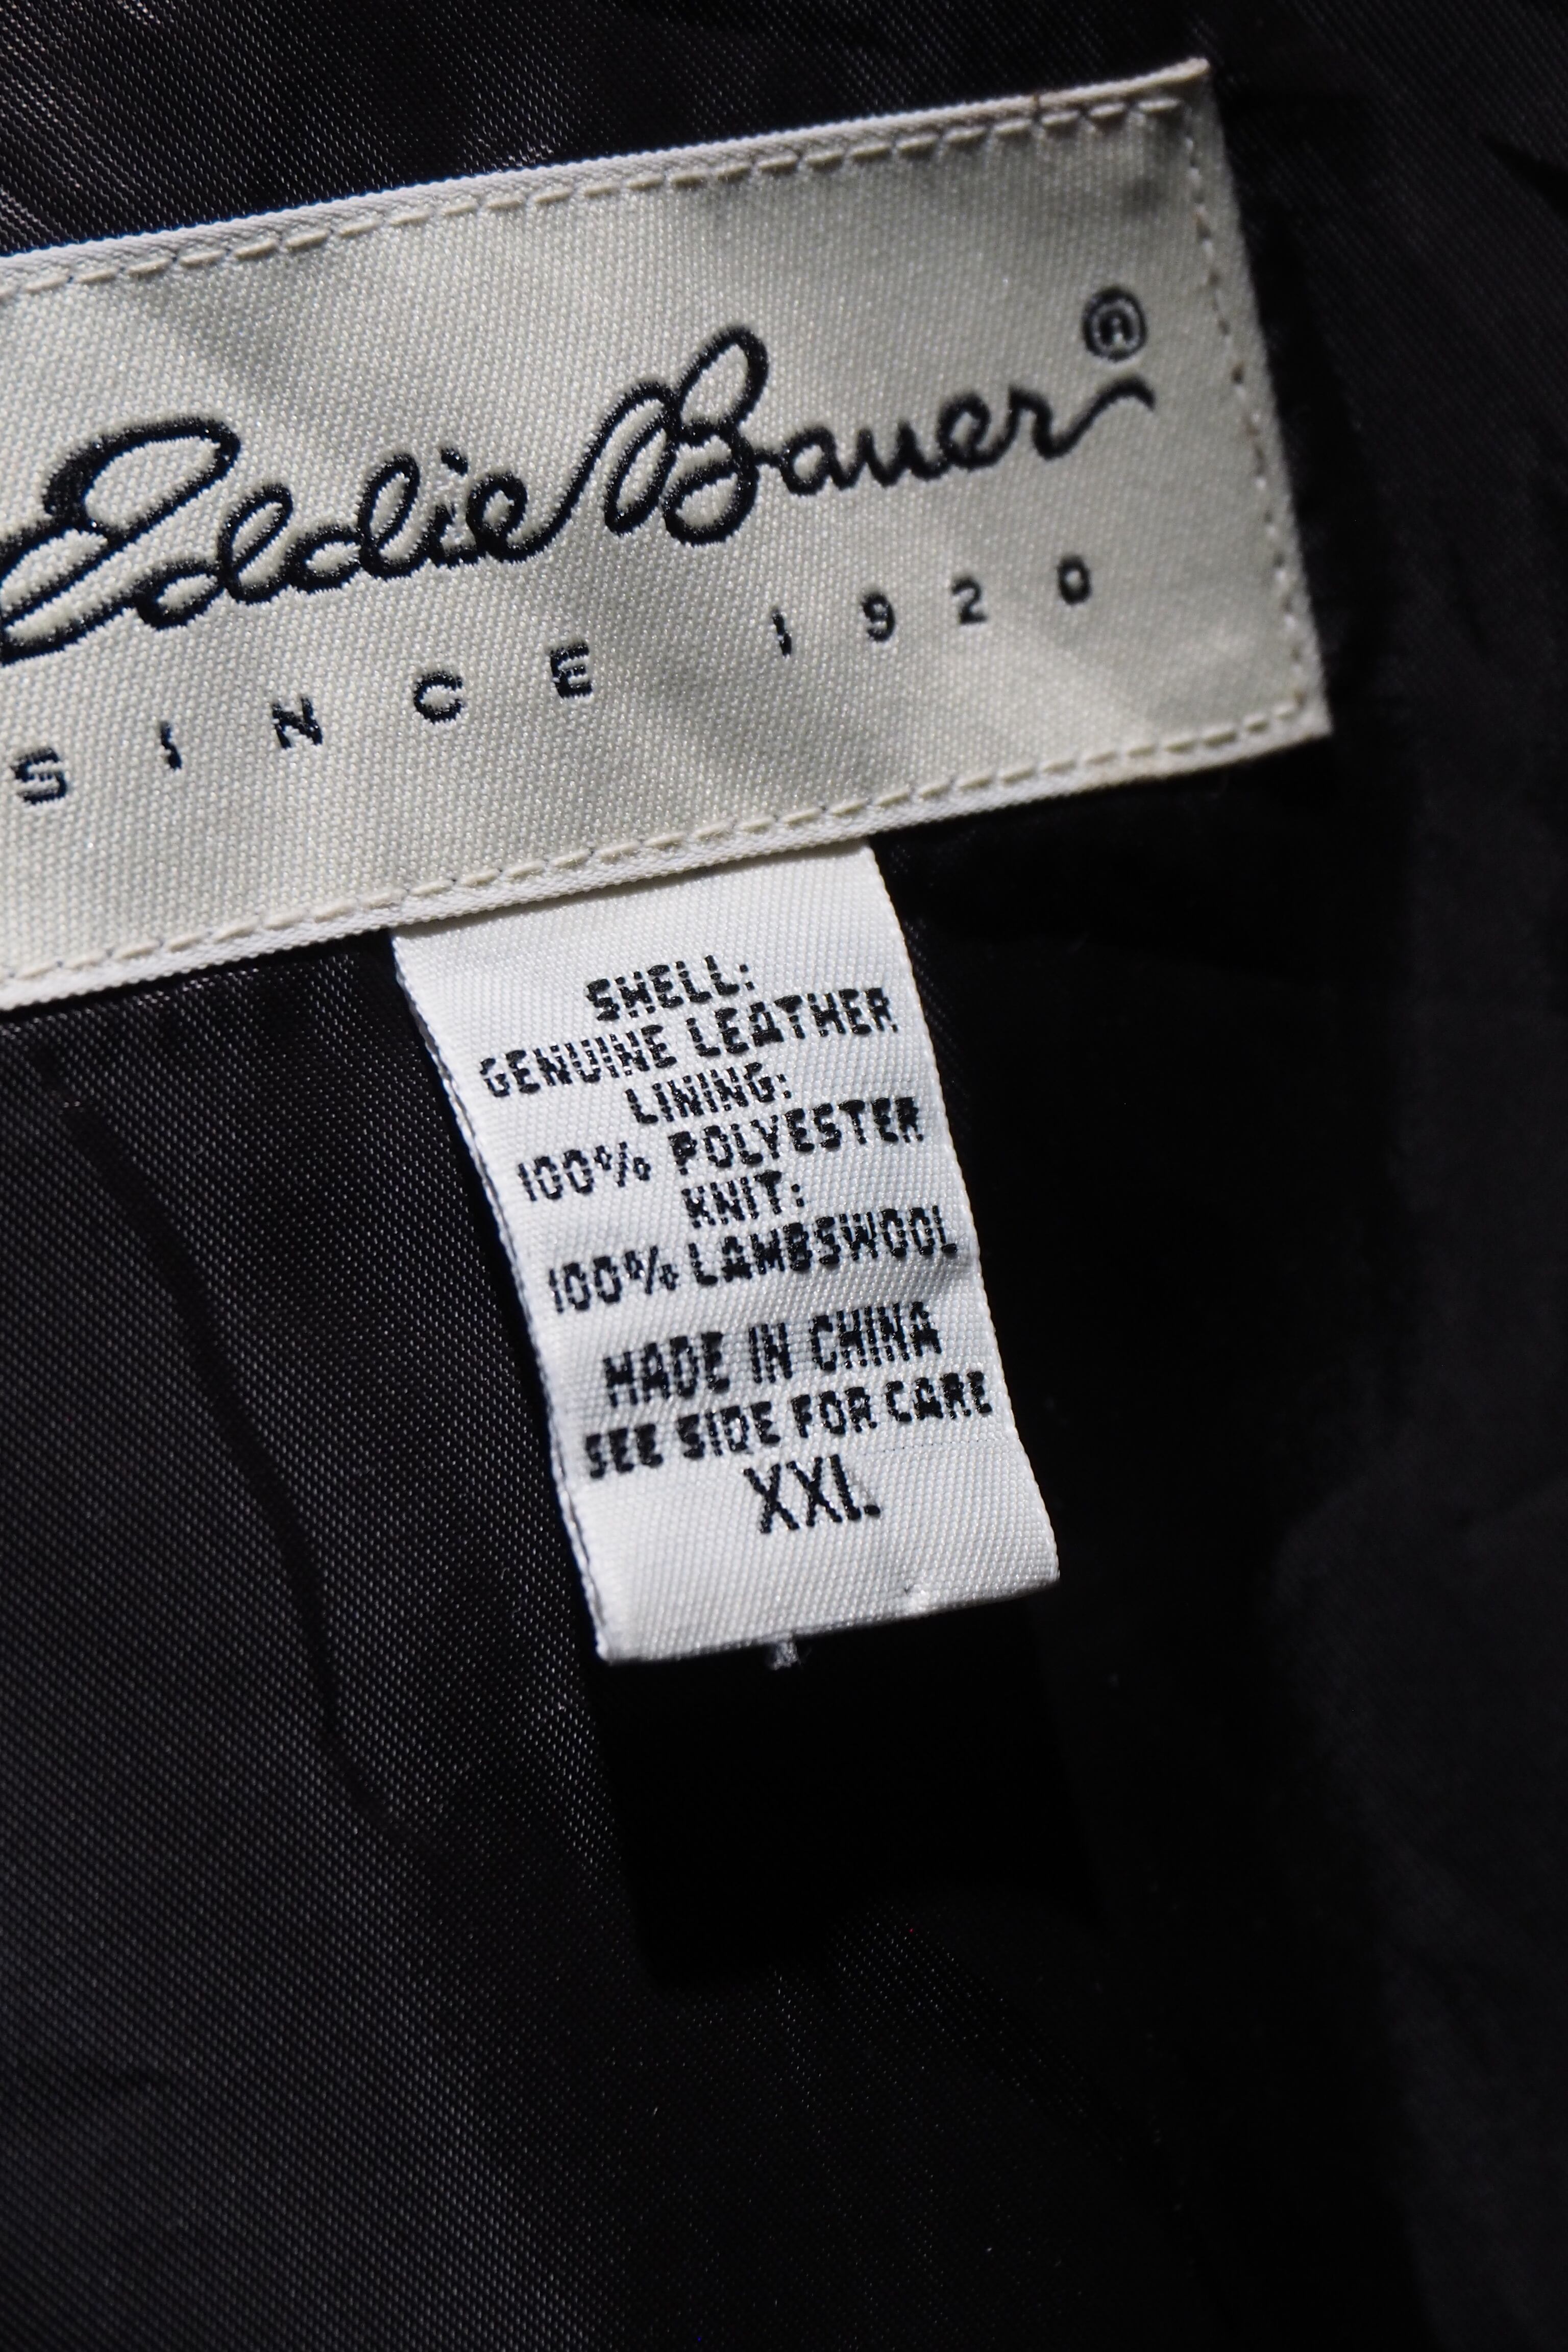 Eddie Bauer®
SINCE 1920
SHELL:
GENUINE LEATHER
LINING:
100% POLYESTER
KNIT:
100% LAMBSWOOL
MADE IN CHINA
SEE SIDE FOR CARE
XXL